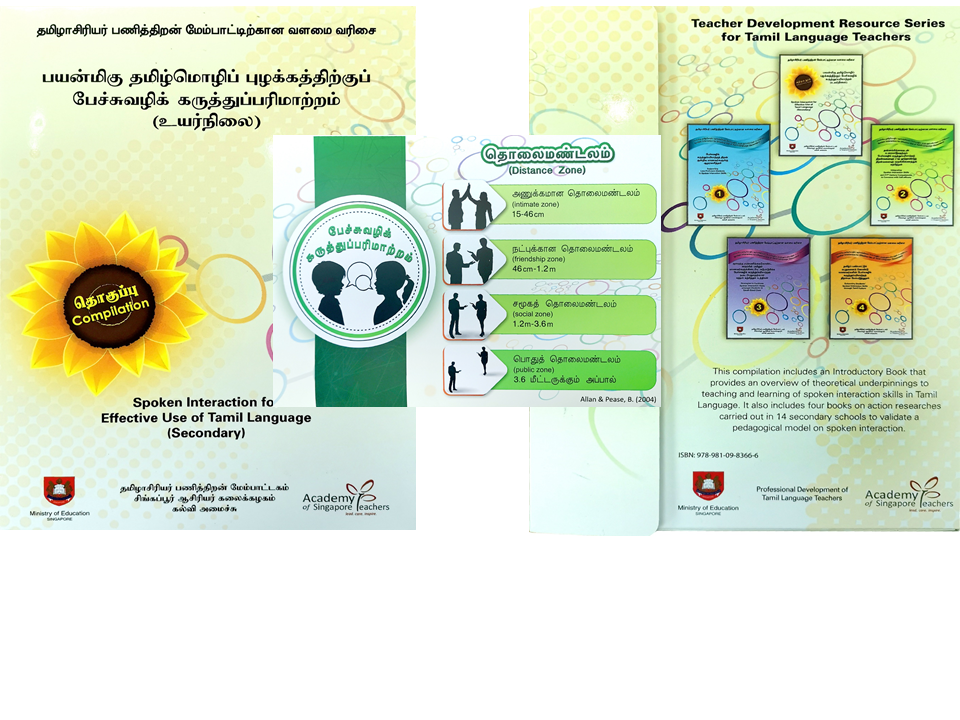 தமிழாசிரியர் பணித்திறன் மேம்பாட்டிற்கான வளமை வரிசை
பயன்மிகு தமிழ்மொழிப் புழக்கத்திற்குப்
பேச்சுவழிக் கருத்துப்பரிமாற்றம்
(உயர்நிலை)
தொகுப்பு
Compilation
Spoken Interaction fo
Effective Use of Tamil Language
(Secondary)
Ministry of Education
SINGAPORE
தமிழாசிரியர் பணித்திறன் மேம்பாட்டகம்
சிங்கப்பூர் ஆசிரியர் கலைக்கழகம்
கல்வி அமைச்சு
Academy
of Singapore Teachers
lead. care. inspire
பேச்சுவழிக்
கருத்துப்பரிமாற்றம்
தொலைமண்டலம்
(Distance Zone)
அணுக்கமான தொலைமண்டலம்
(intimate zone)
15-46cm
நட்புக்கான தொலைமண்டலம்
(friendship zone)
46cm-1.2m
சமூகத் தொலைமண்டலம்
(social zone)
1.2m-3.6m
பொதுத் தொலைமண்டலம்
(public zone)
3.6 மீட்டருக்கும் அப்பால்
Allan & Pease, B. (2004)
Teacher Development Resource Series
for Tamil Language Teachers
1
2
3
4
This compilation includes an Introductory Book that
provides an overview of theoretical underpinnings to
teaching and learning of spoken interaction skills in Tamil
Language. It also includes four books on action researches
carried out in 14 secondary schools to validate a
pedagogical model on spoken interaction.
ISBN: 978-981-09-8366-6
Ministry of Education
SINGAPORE
Professional Development of
Tamil Language Teachers
Academy
of Singapore Teachers
lead. care. inspire